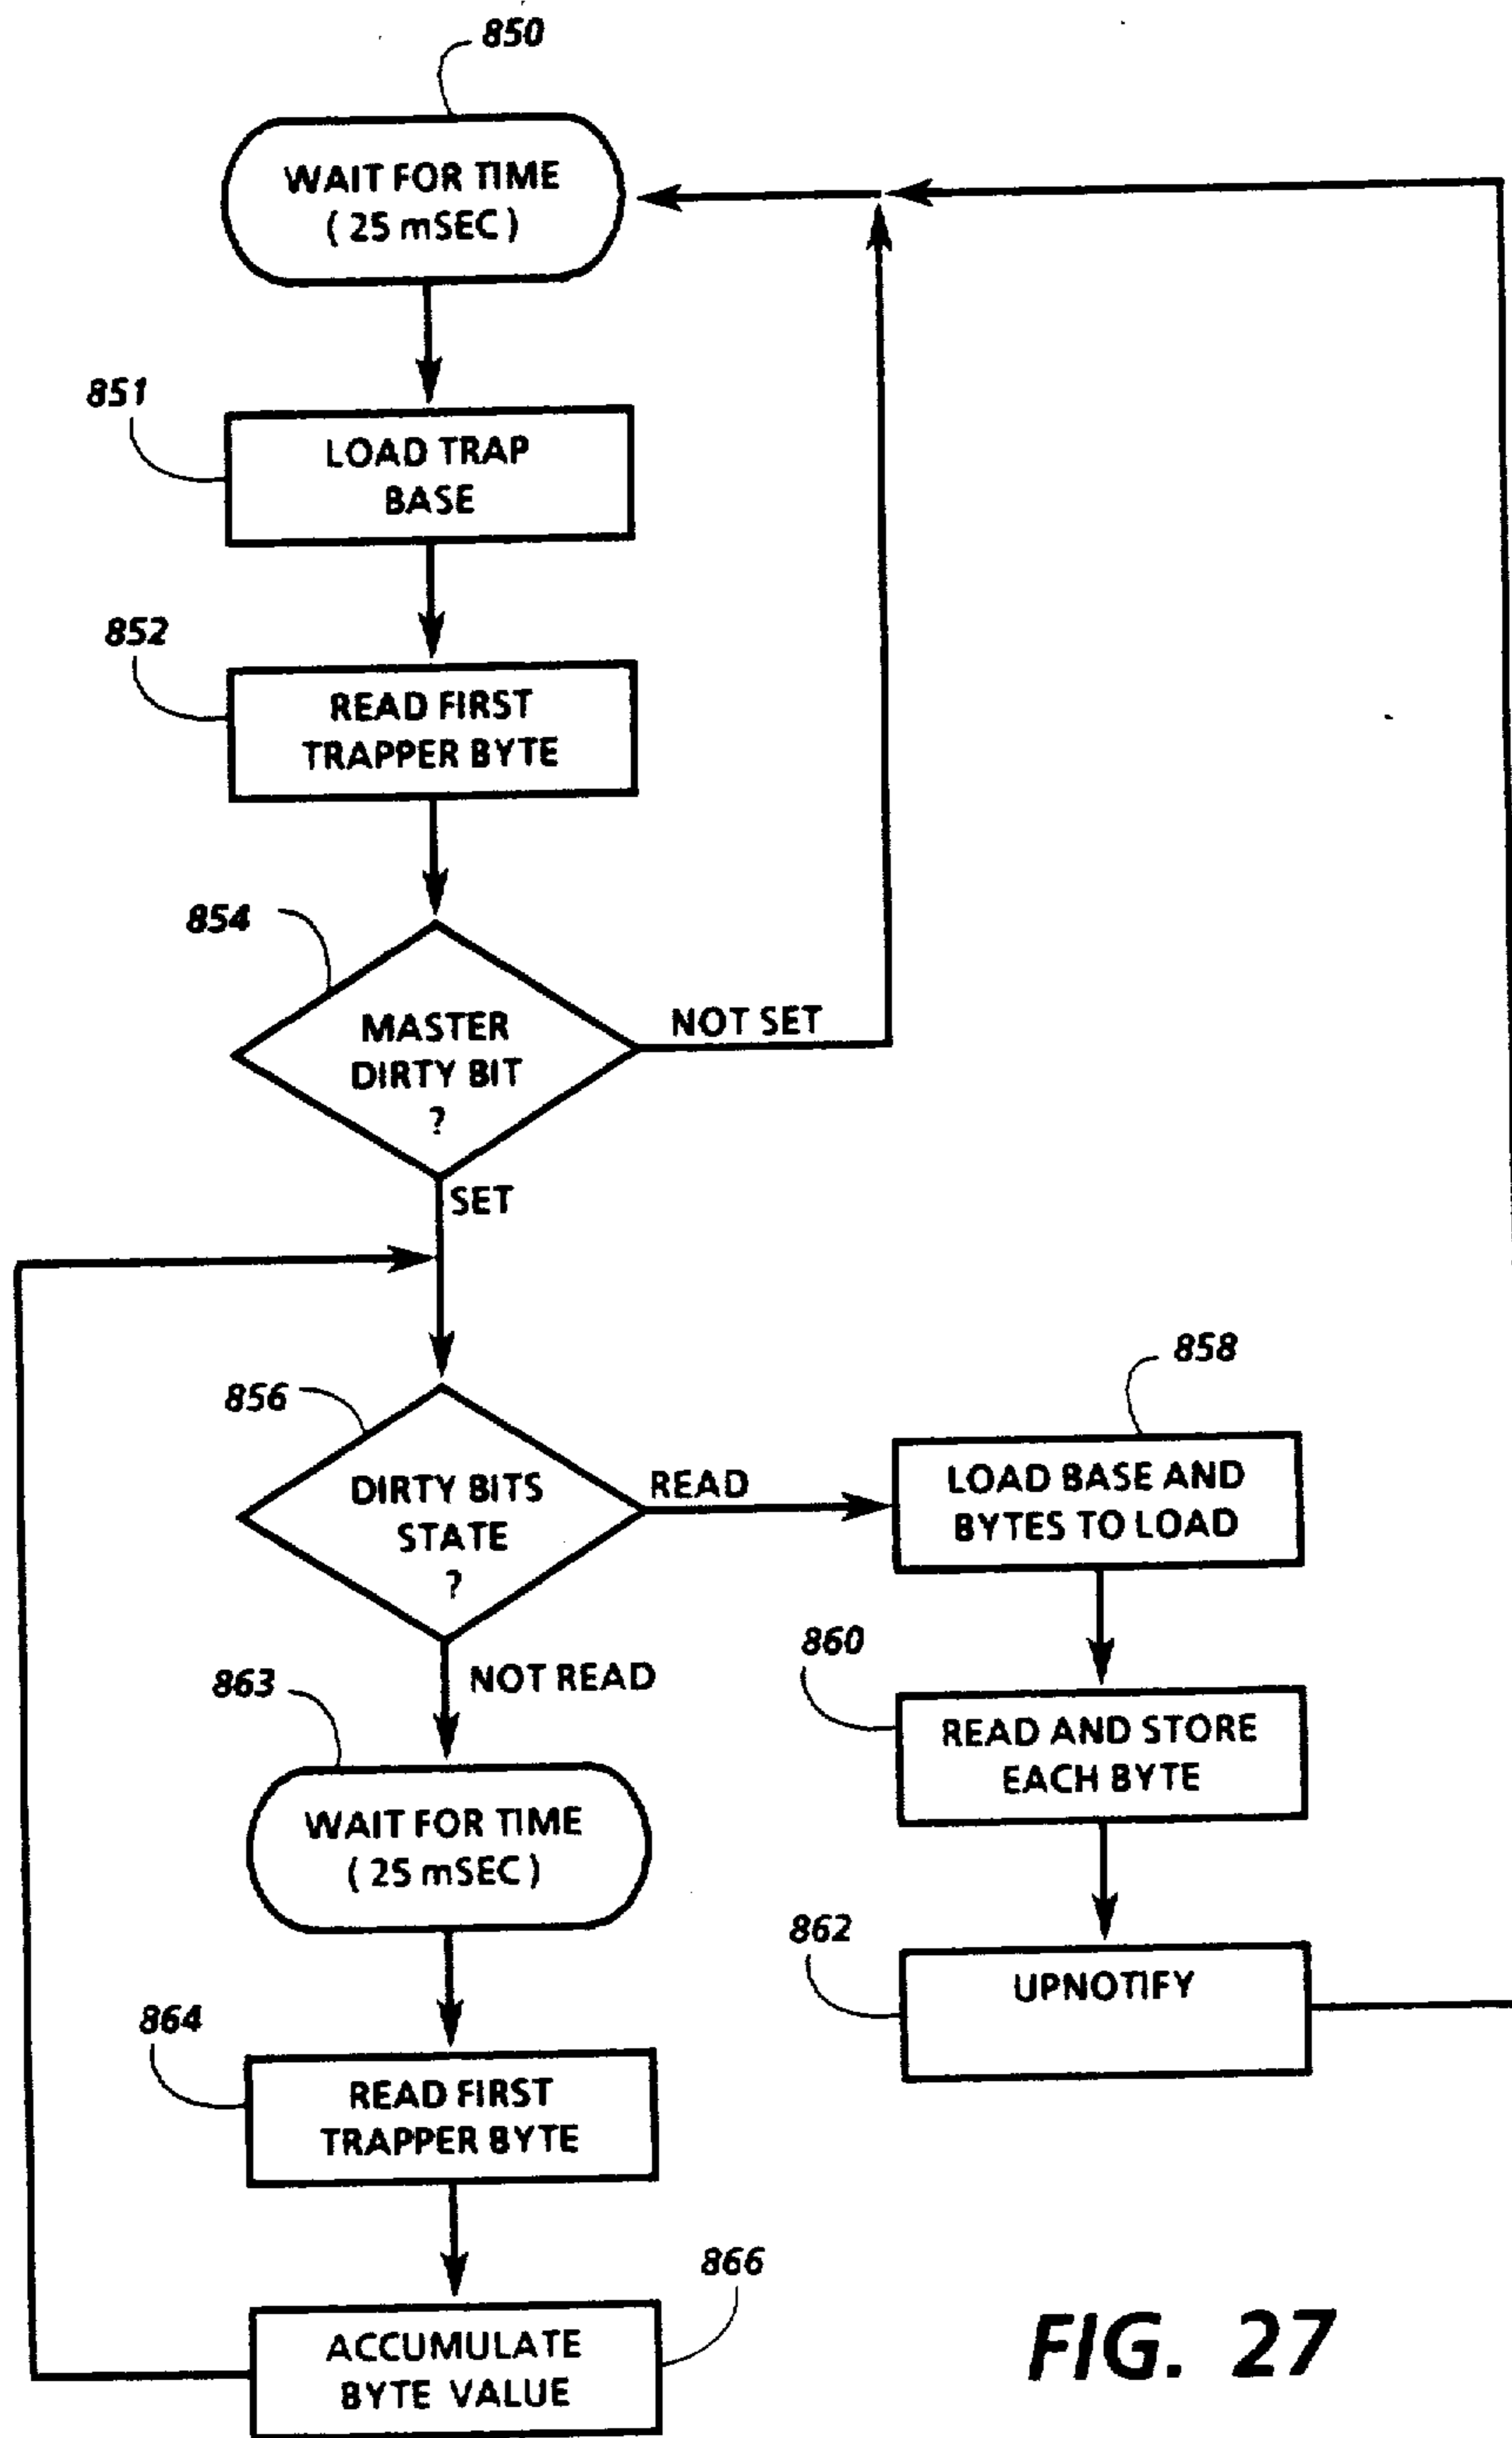 850
WAIT FOR TIME
( 25 mSEC )
851
LOAD TRAP
BASE
852
READ FIRST
TRAPPER BYTE
854
MASTER
DIRTY BIT
?
NOT SET
SET
856
DIRTY BITS
STATE
?
READ
858
LOAD BASE AND
BYTES TO LOAD
860
READ AND STORE
EACH BYTE
862
UPNOTIFY
NOT READ
863
WAIT FOR TIME
( 25 mSEC )
864
READ FIRST
TRAPPER BYTE
866
ACCUMULATE
BYTE VALUE
FIG. 27